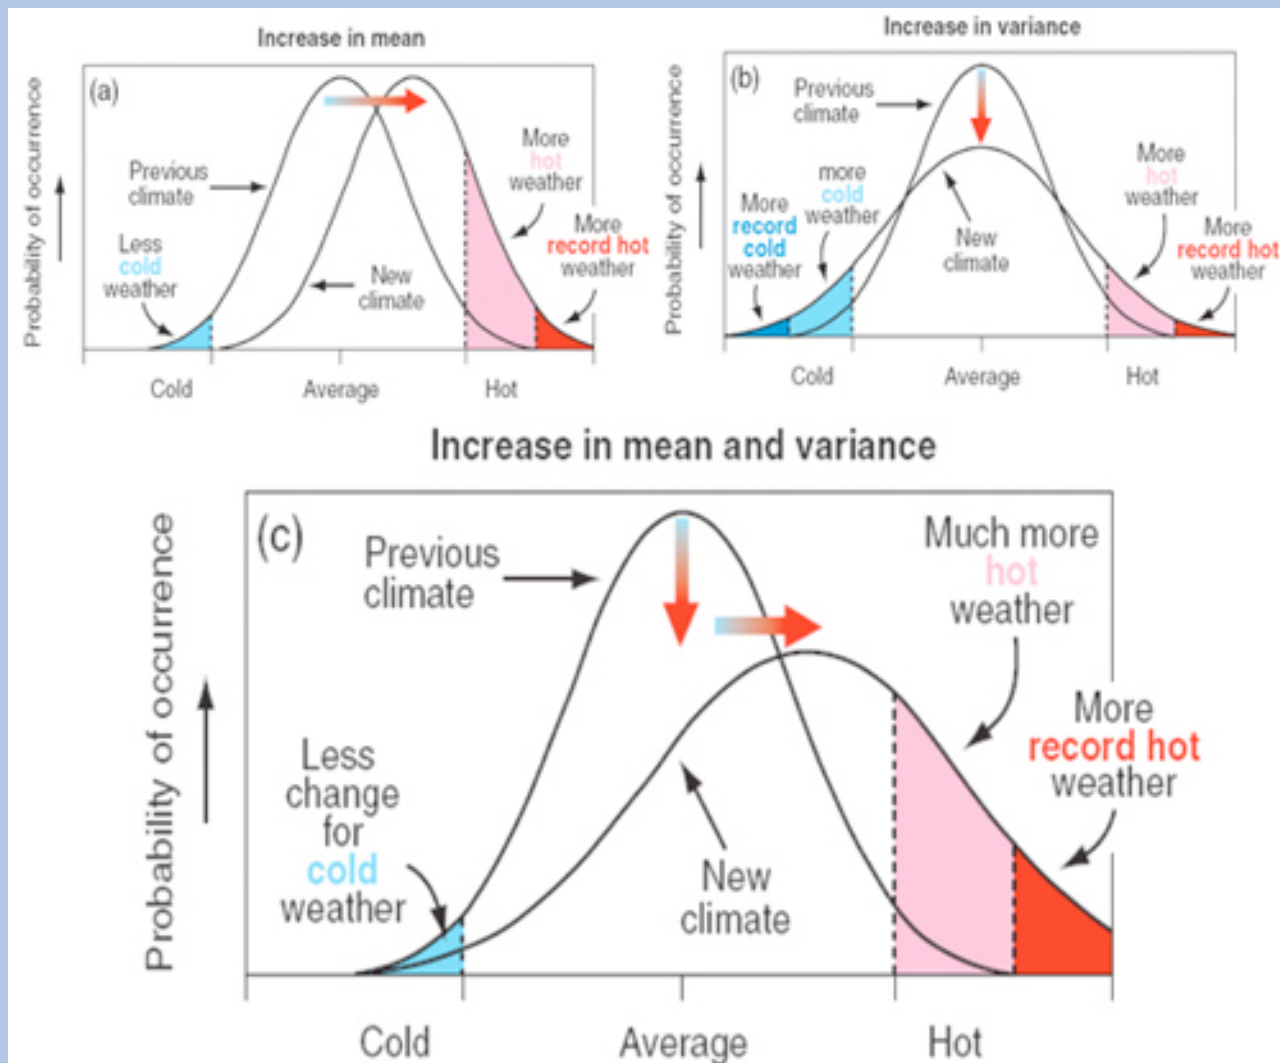 Increase in mean
(a)
Probability of occurrence
Previous
climate
Less
cold
weather
New
climate
More
hot
weather
More
record hot
weather
Cold
Average
Hot
Increase in variance
(b)
Probability of occurrence
Previous
climate
more
cold
weather
More
record
cold
weather
New
climate
More
hot
weather
More
record hot
weather
Cold
Average
Hot
Increase in mean and variance
(c)
Probability of occurrence
Previous
climate
Less
change
for
cold
weather
New
climate
Much more
hot
weather
More
record hot
weather
Cold
Average
Hot